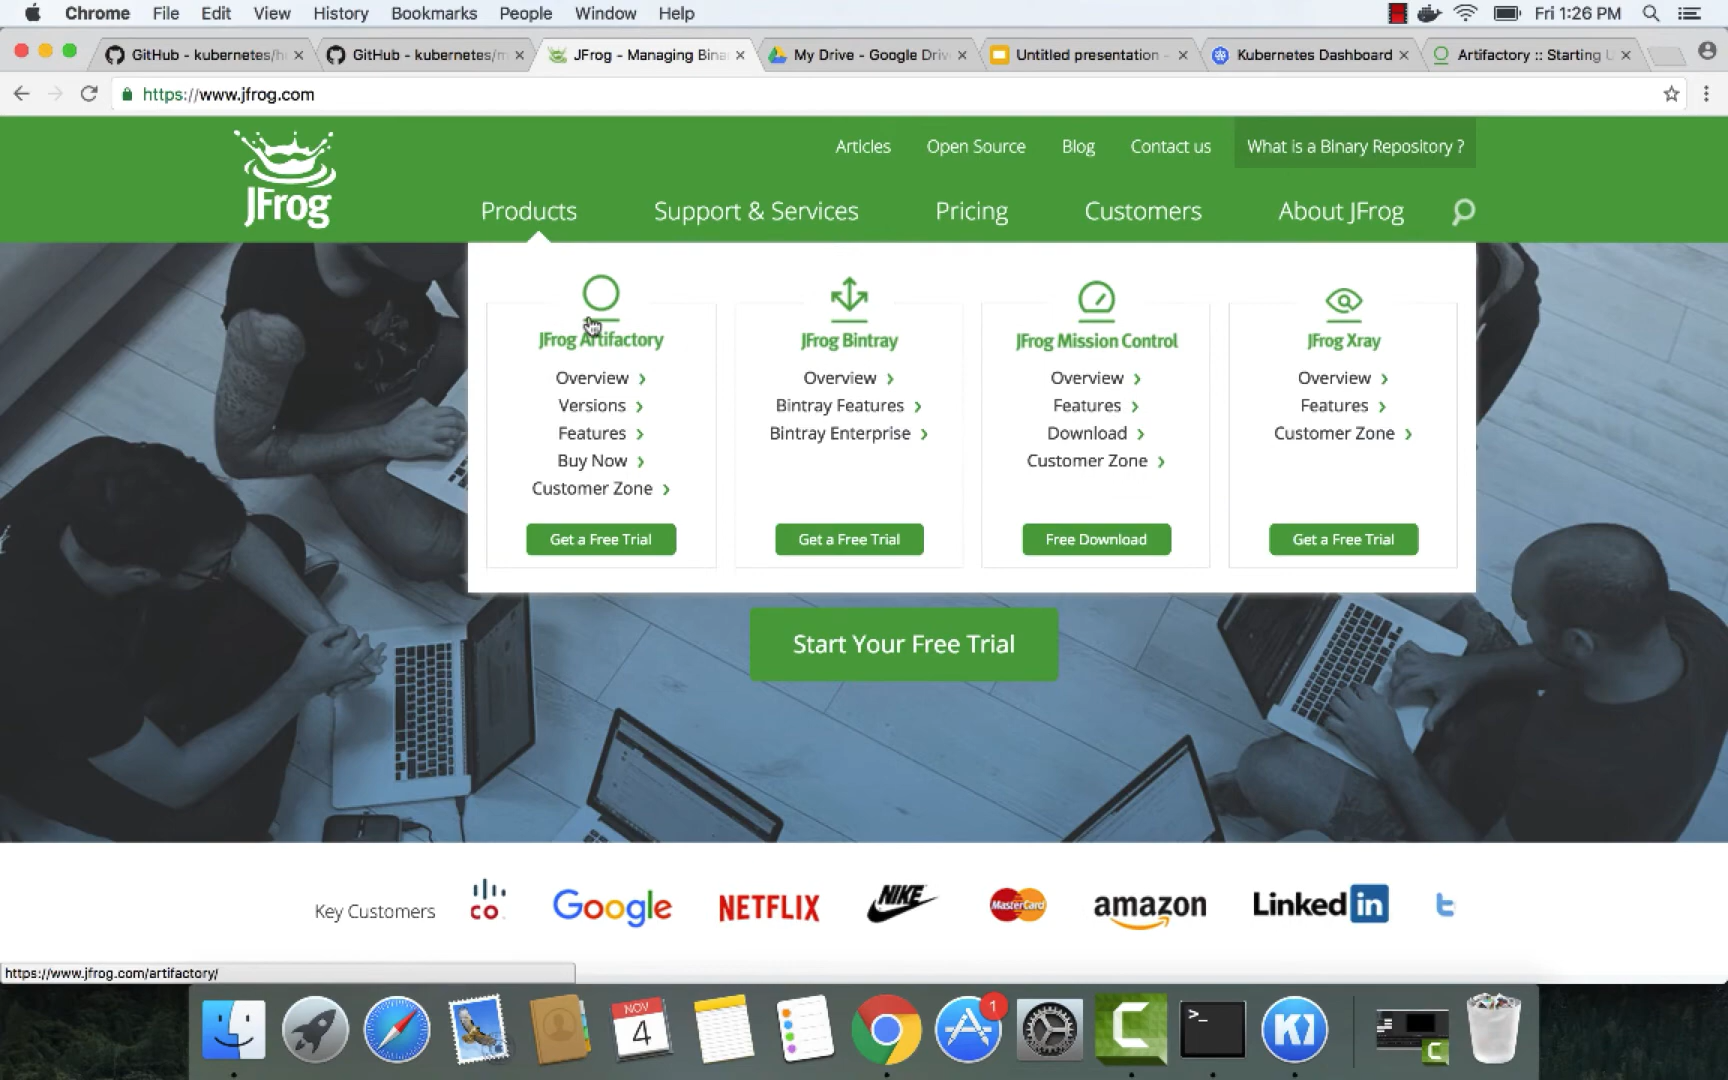 Chrome File Edit View History Bookmarks People Window Help Fri 1:26 PM
GitHub - kubernetes/h GitHub - kubernetes/m JFrog - Managing Bina My Drive - Google Driv Untitled presentation - Kubernetes Dashboard Artifactory :: Starting U
https://www.jfrog.com
JFrog
Articles Open Source Blog Contact us What is a Binary Repository ?
Products Support & Services Pricing Customers About JFrog
JFrog Artifactory JFrog Bintray JFrog Mission Control JFrog Xray
Overview > Overview > Overview > Overview >
Versions > Bintray Features > Features > Features >
Features > Bintray Enterprise > Download > Customer Zone >
Buy Now > Customer Zone >
Customer Zone >
Get a Free Trial Get a Free Trial Free Download Get a Free Trial
Start Your Free Trial
Key Customers co. Google NETFLIX NIKE MasterCard amazon Linked in
https://www.jfrog.com/artifactory/
NOV
4
1
>_